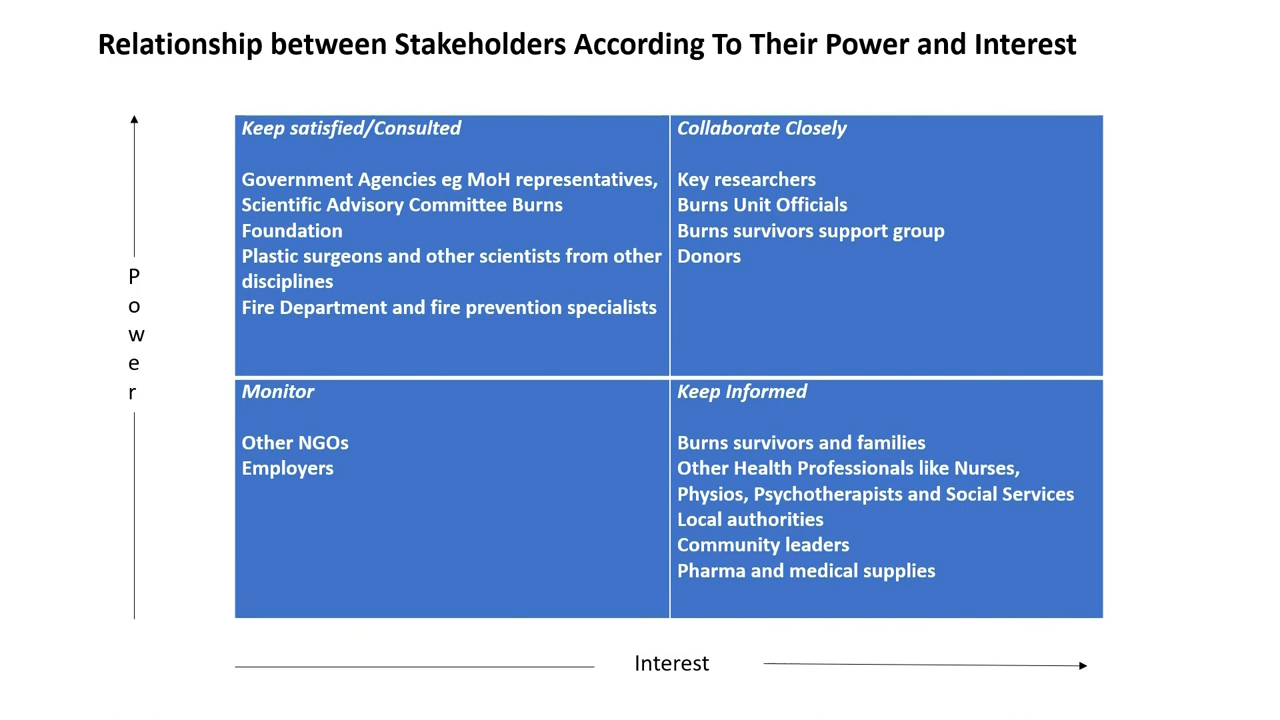 Relationship between Stakeholders According To Their Power and Interest
Power
Keep satisfied/Consulted
Government Agencies eg MoH representatives,
Scientific Advisory Committee Burns
Foundation
Plastic surgeons and other scientists from other
disciplines
Fire Department and fire prevention specialists
Collaborate Closely
Key researchers
Burns Unit Officials
Burns survivors support group
Donors
Monitor
Other NGOs
Employers
Keep Informed
Burns survivors and families
Other Health Professionals like Nurses,
Physios, Psychotherapists and Social Services
Local authorities
Community leaders
Pharma and medical supplies
Interest